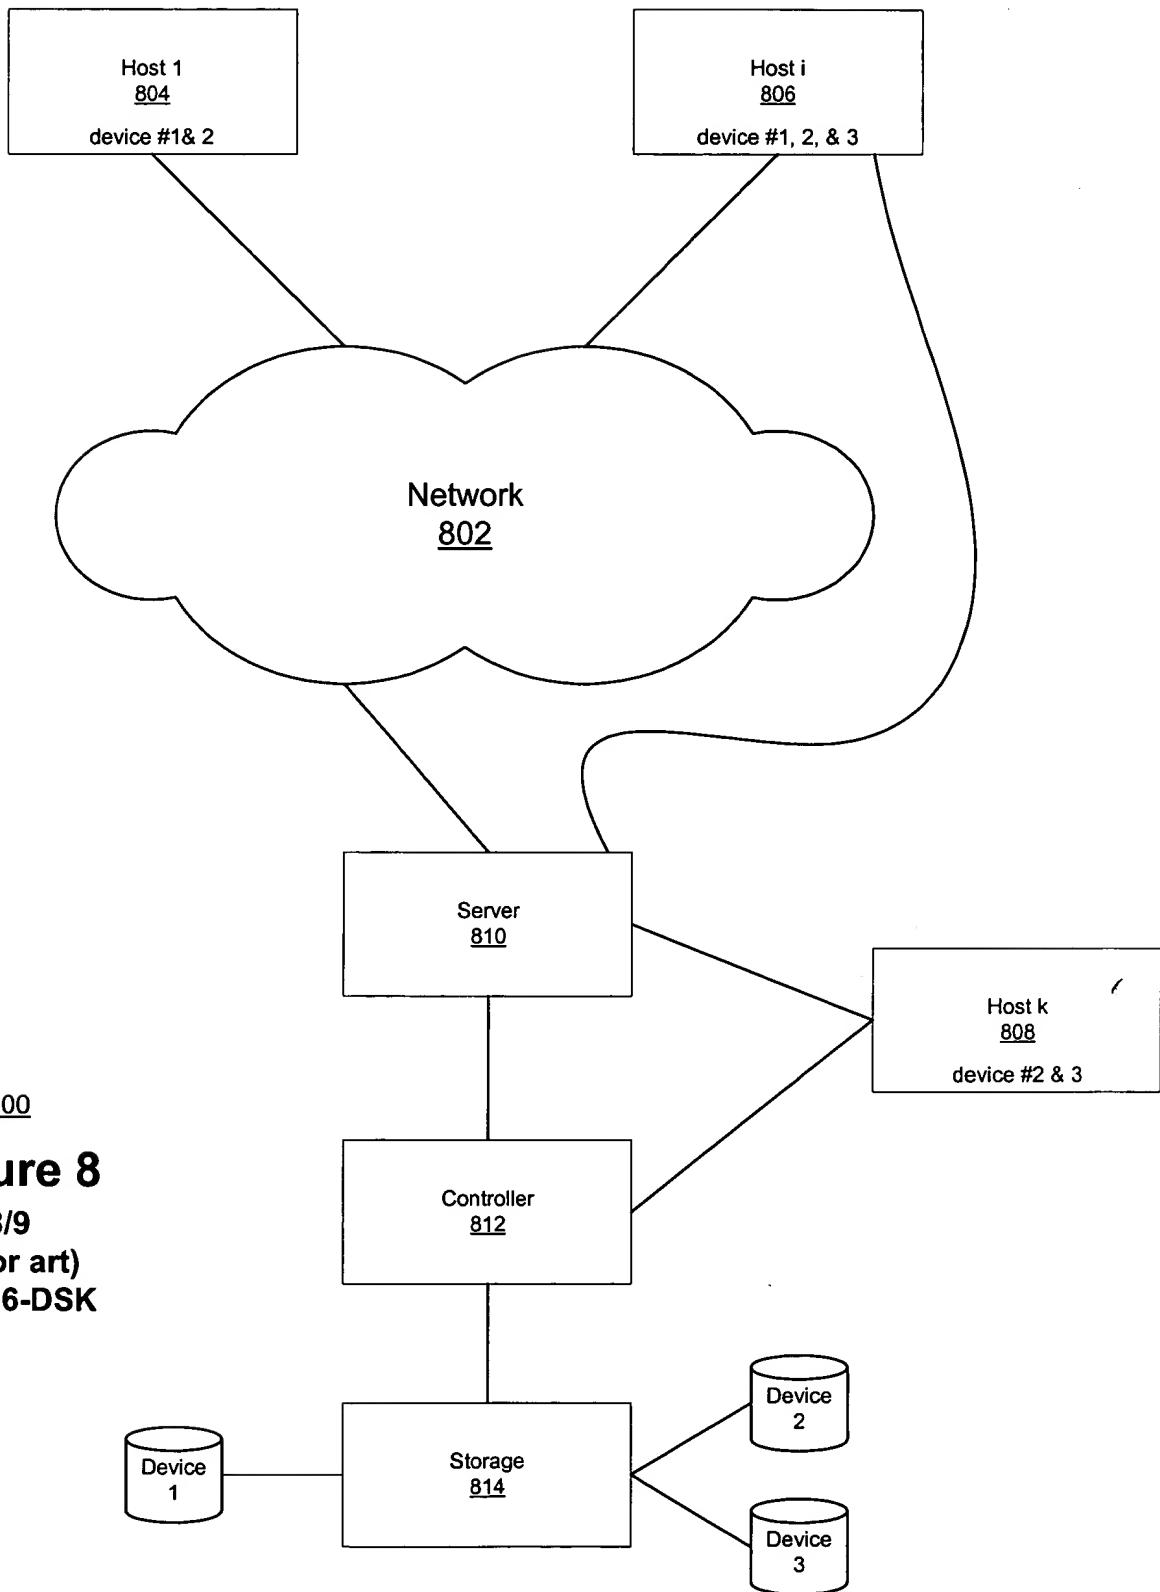 Host 1
804
device #1& 2
Host i
806
device #1, 2, & 3
Network
802
Server
810
Host k
808
device #2 & 3
00
ure 8
/9
or art)
6-DSK
Controller
812
Device
1
Storage
814
Device
2
Device
3